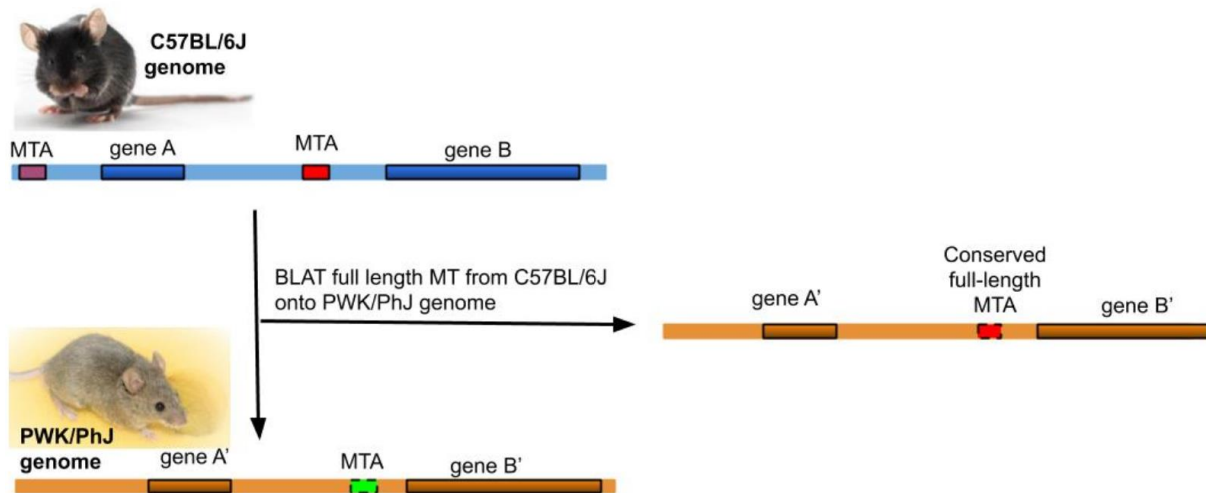 C57BL/6J
genome
MTA
gene A
MTA
gene B
BLAT full length MT from C57BL/6J
onto PWK/PhJ genome
Conserved
full-length
MTA
gene A’
gene B’
PWK/PhJ
genome
gene A’
MTA
gene B’